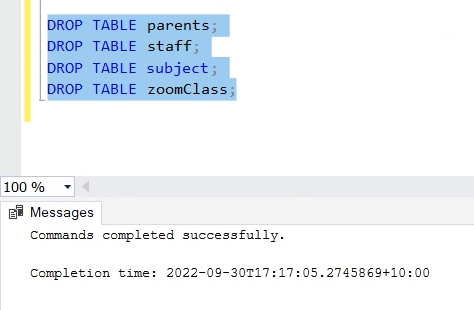 DROP TABLE parents;
DROP TABLE staff;
DROP TABLE subject;
DROP TABLE zoomClass;
100 %
Messages
Commands completed successfully.
Completion time: 2022-09-30T17:17:05.2745869+10:00